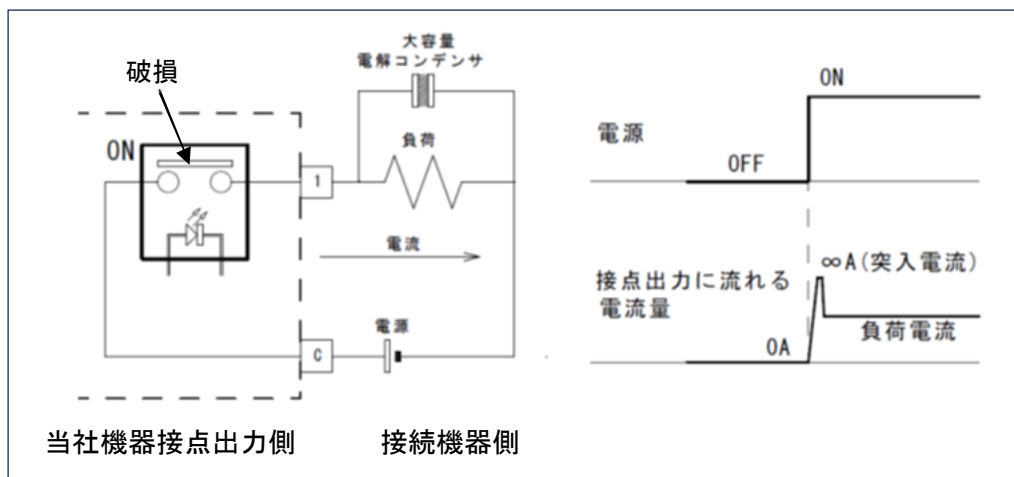 大容量
電解コンデンサ
破損
ON
負荷
1
電流
電源
C
当社機器接点出力側
接続機器側
ON
電源
OFF
∞A(突入電流)
接点出力に流れる
電流量
0A
負荷電流